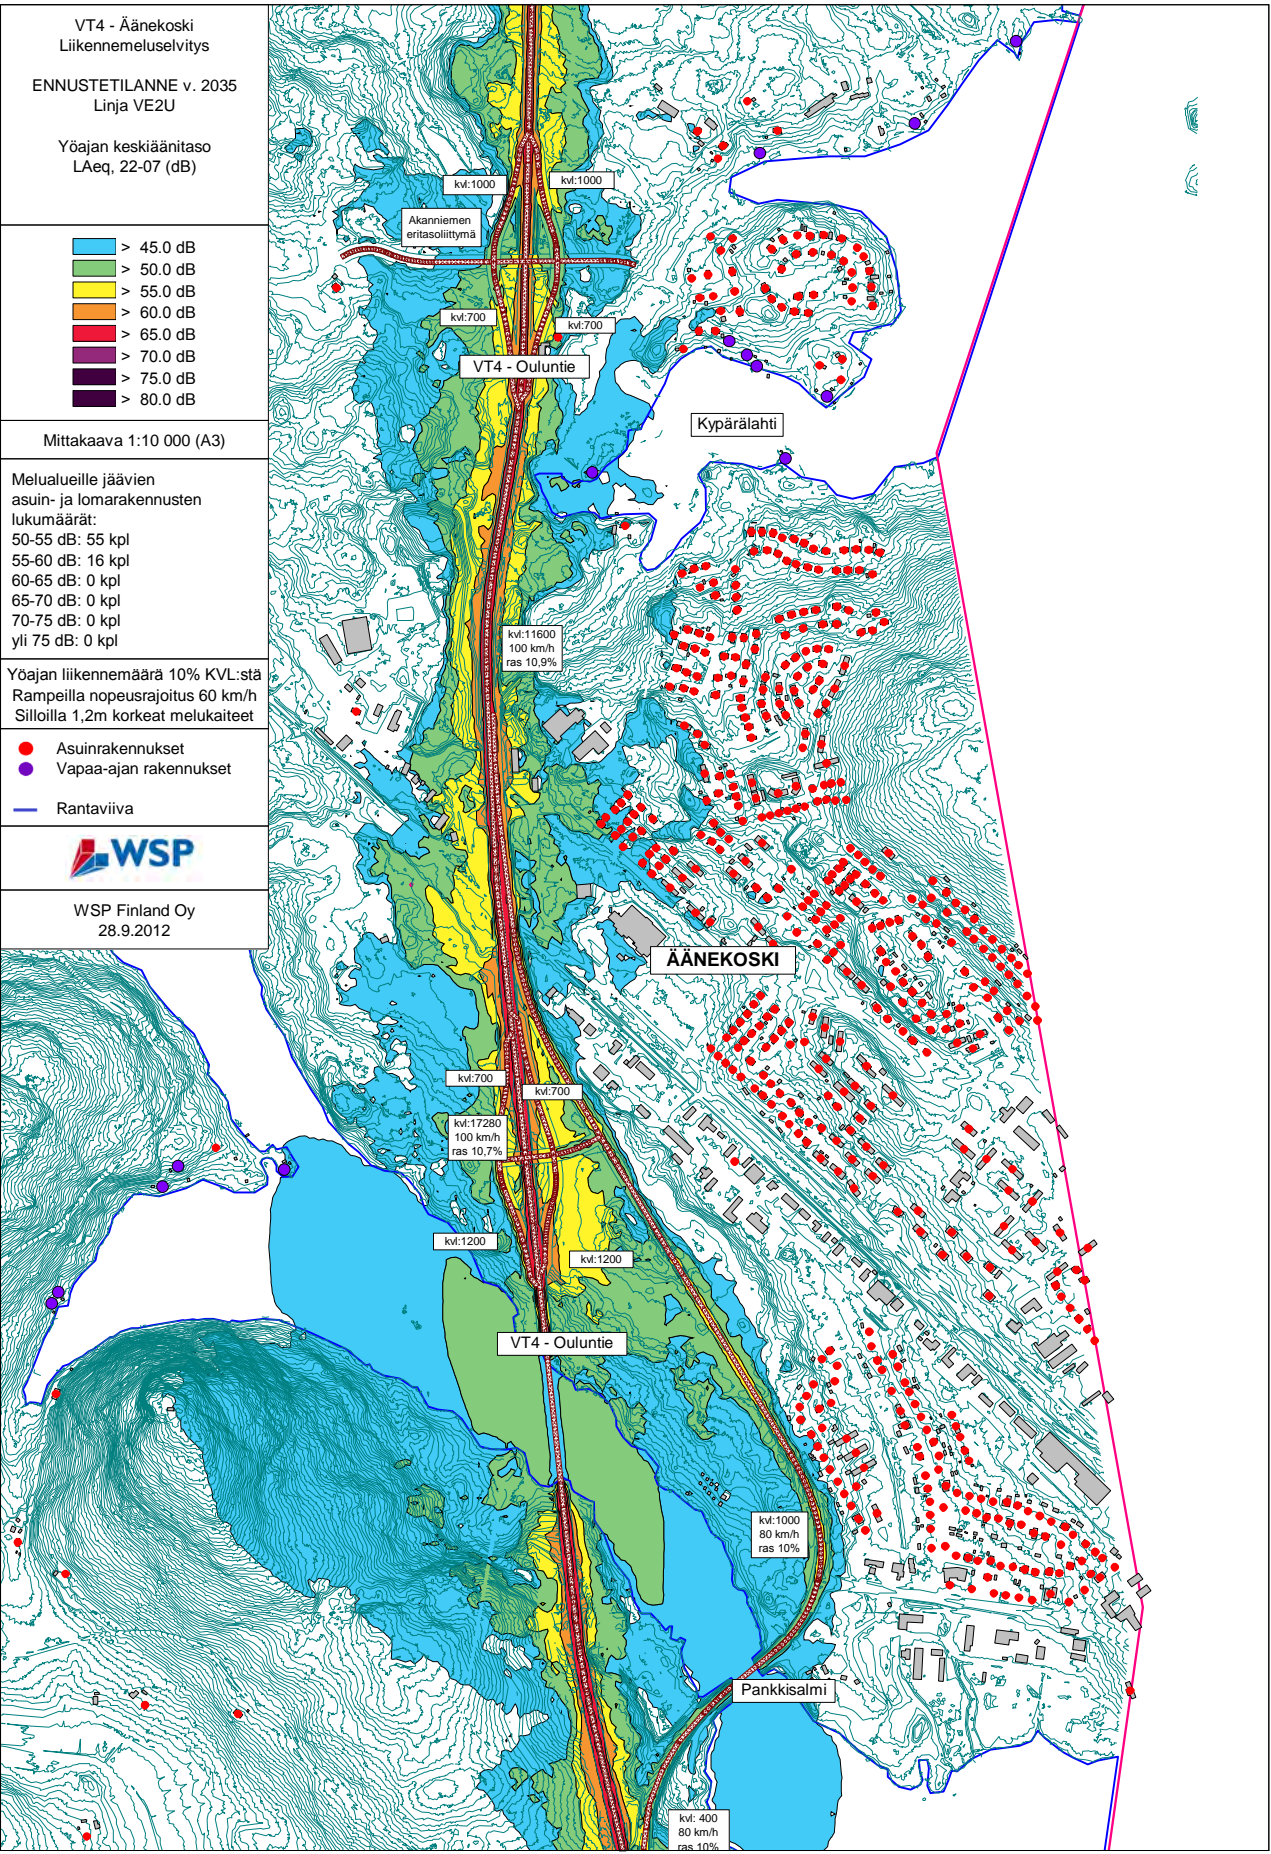 VT4 - Äänekoski
Liikennemeluselvitys
ENNUSTETILANNE v. 2035
Linja VE2U
Yöajan keskiäänitaso
LAeq, 22-07 (dB)
> 45.0 dB
> 50.0 dB
> 55.0 dB
> 60.0 dB
> 65.0 dB
> 70.0 dB
> 75.0 dB
> 80.0 dB
Mittakaava 1:10 000 (A3)
Melualueille jäävien
asuin- ja lomarakennusten
lukumäärät:
50-55 dB: 55 kpl
55-60 dB: 16 kpl
60-65 dB: 0 kpl
65-70 dB: 0 kpl
70-75 dB: 0 kpl
yli 75 dB: 0 kpl
Yöajan liikennemäärä 10% KVL:stä
Rampeilla nopeusrajoitus 60 km/h
Silloilla 1,2m korkeat melukaiteet
Asuinrakennukset
Vapaa-ajan rakennukset
Rantaviiva
WSP
WSP Finland Oy
28.9.2012
kvl:1000
kvl:1000
Akanniemen
eritasoliittymä
kvl:700
kvl:700
VT4 - Ouluntie
Kypärälahti
kvl:11600
100 km/h
ras 10,9%
ÄÄNEKOSKI
kvl:700
kvl:700
kvl:17280
100 km/h
ras 10,7%
kvl:1200
kvl:1200
VT4 - Ouluntie
kvl:1000
80 km/h
ras 10%
Pankkisalmi
kvl: 400
80 km/h
ras 10%